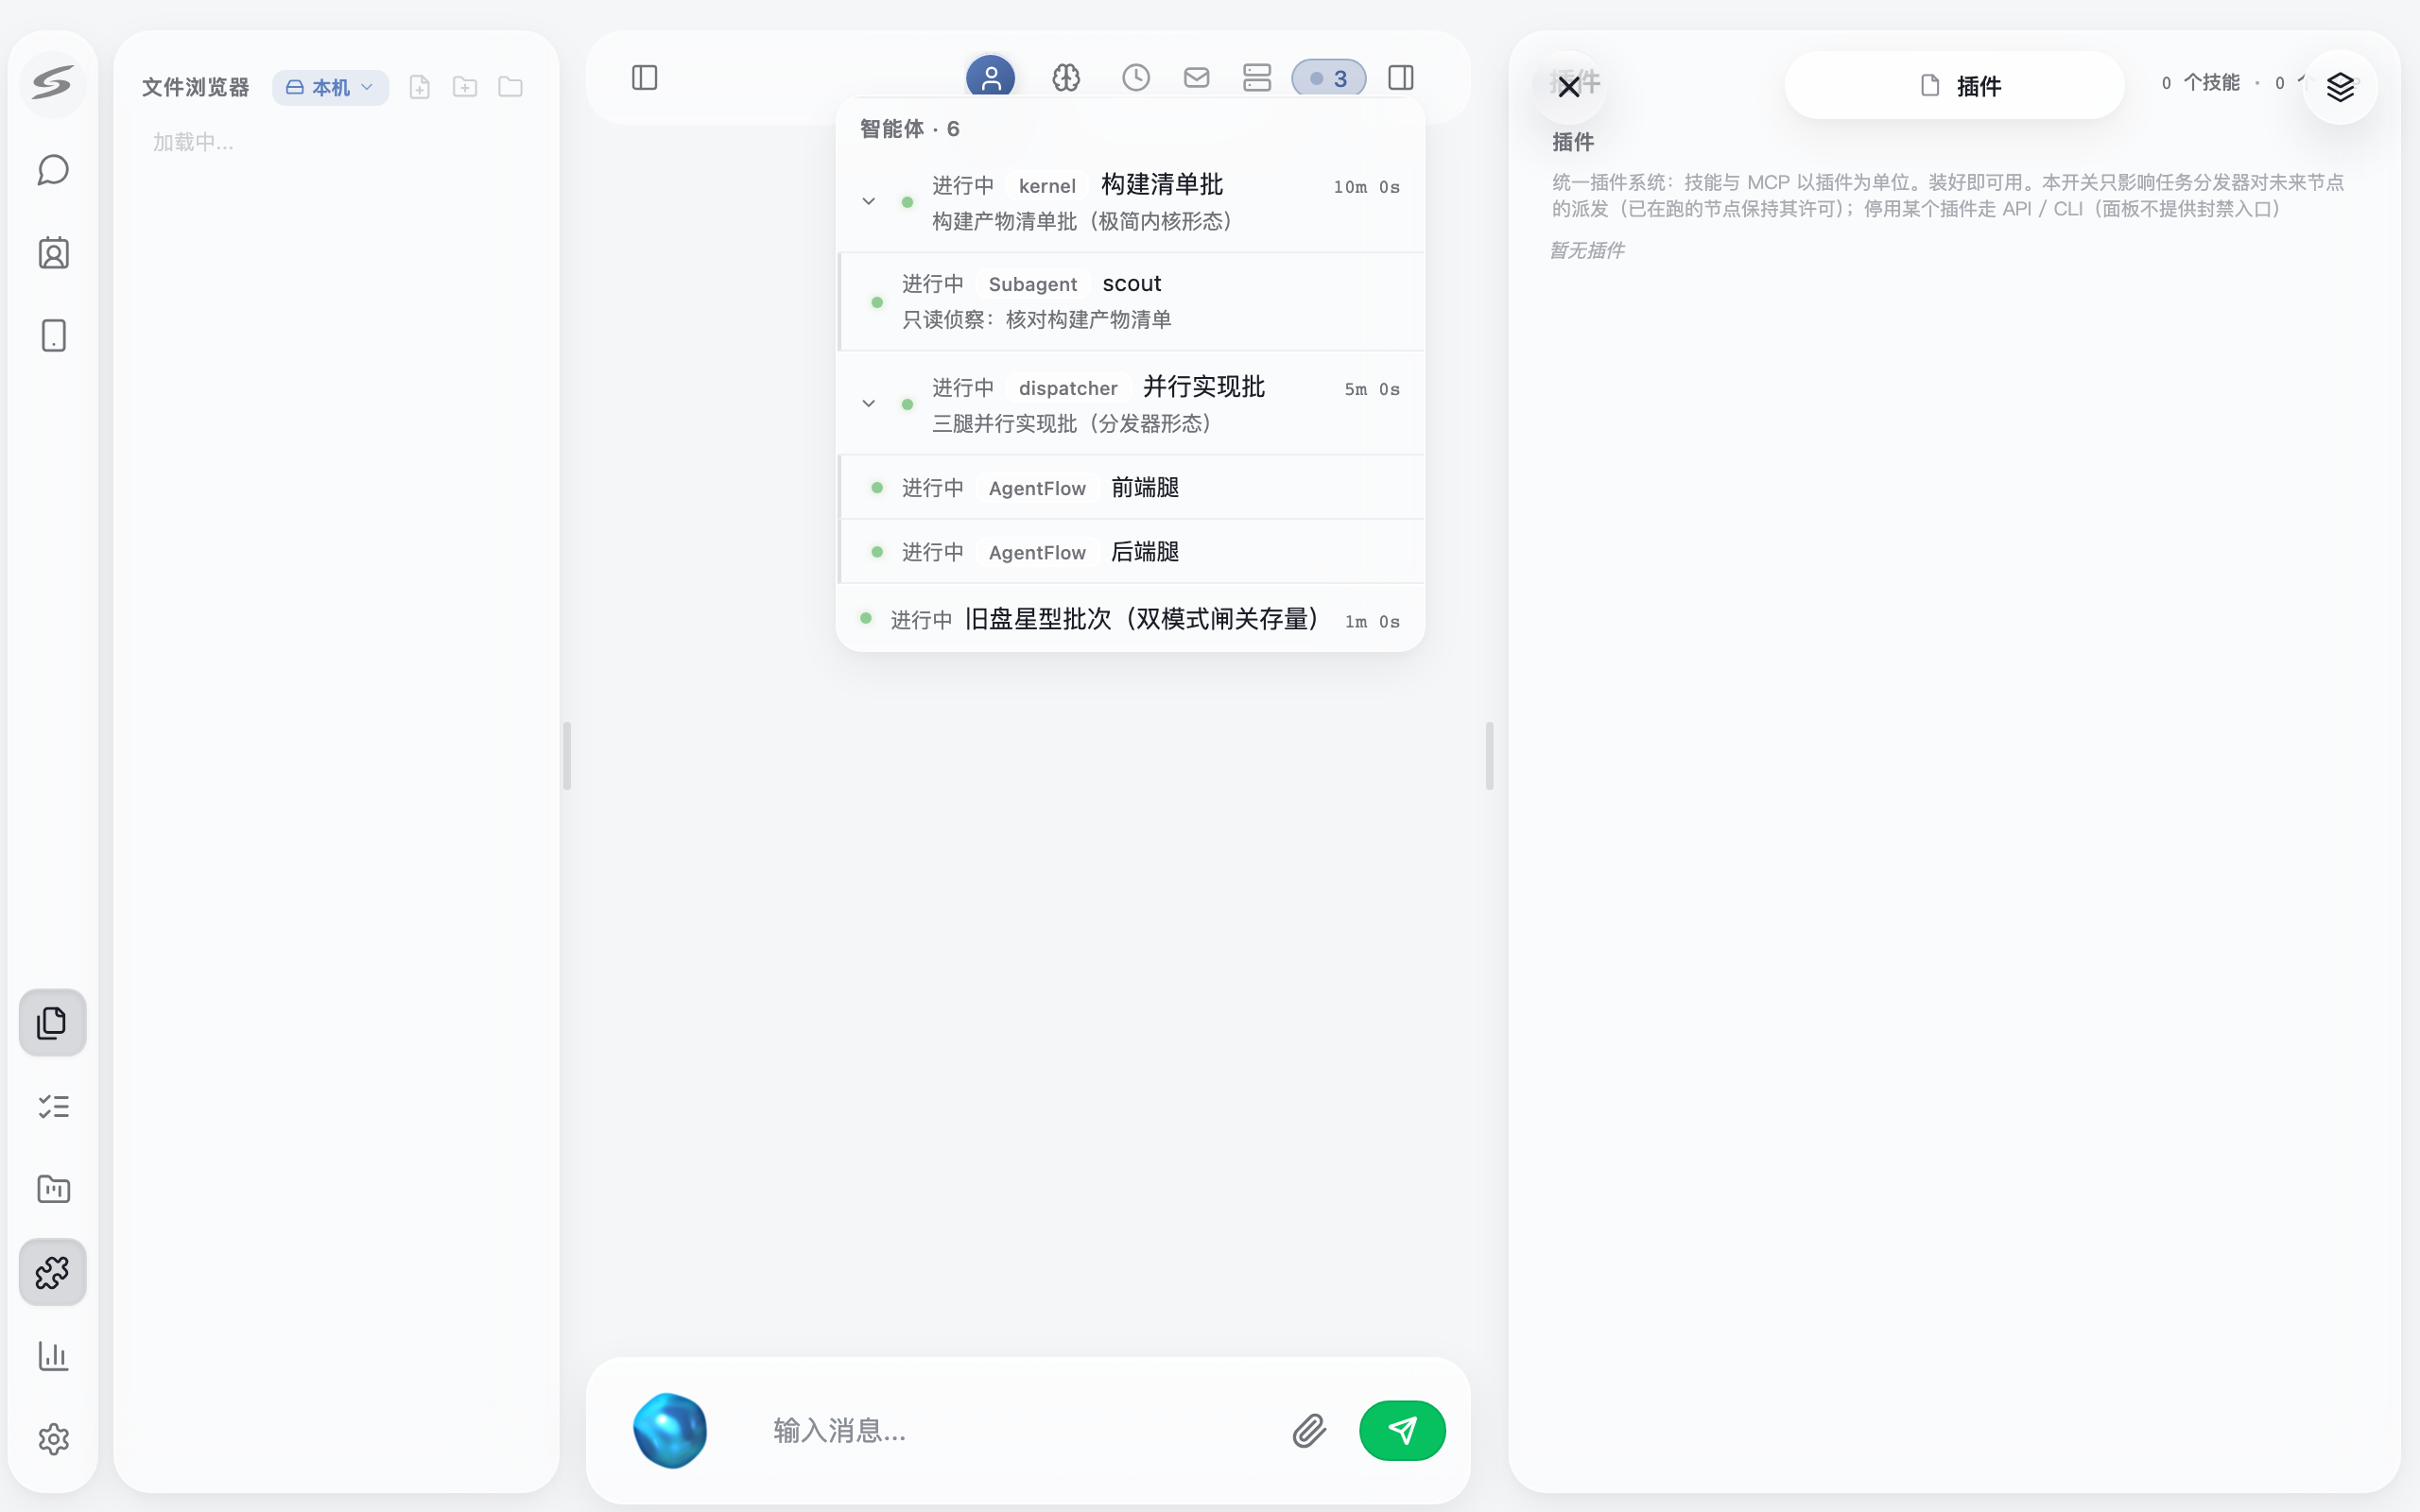 文件浏览器 本机
加载中...
3
智能体 · 6
进行中 kernel 构建清单批 10m 0s
构建产物清单批（极简内核形态）
进行中 Subagent scout
只读侦察：核对构建产物清单
进行中 dispatcher 并行实现批 5m 0s
三腿并行实现批（分发器形态）
进行中 AgentFlow 前端腿
进行中 AgentFlow 后端腿
进行中 旧盘星型批次（双模式闸关存量） 1m 0s
输入消息...
插件 插件 0 个技能 · 0
插件
统一插件系统：技能与 MCP 以插件为单位。装好即可用。本开关只影响任务分发器对未来节点
的派发（已在跑的节点保持其许可）；停用某个插件走 API / CLI（面板不提供封禁入口）
暂无插件